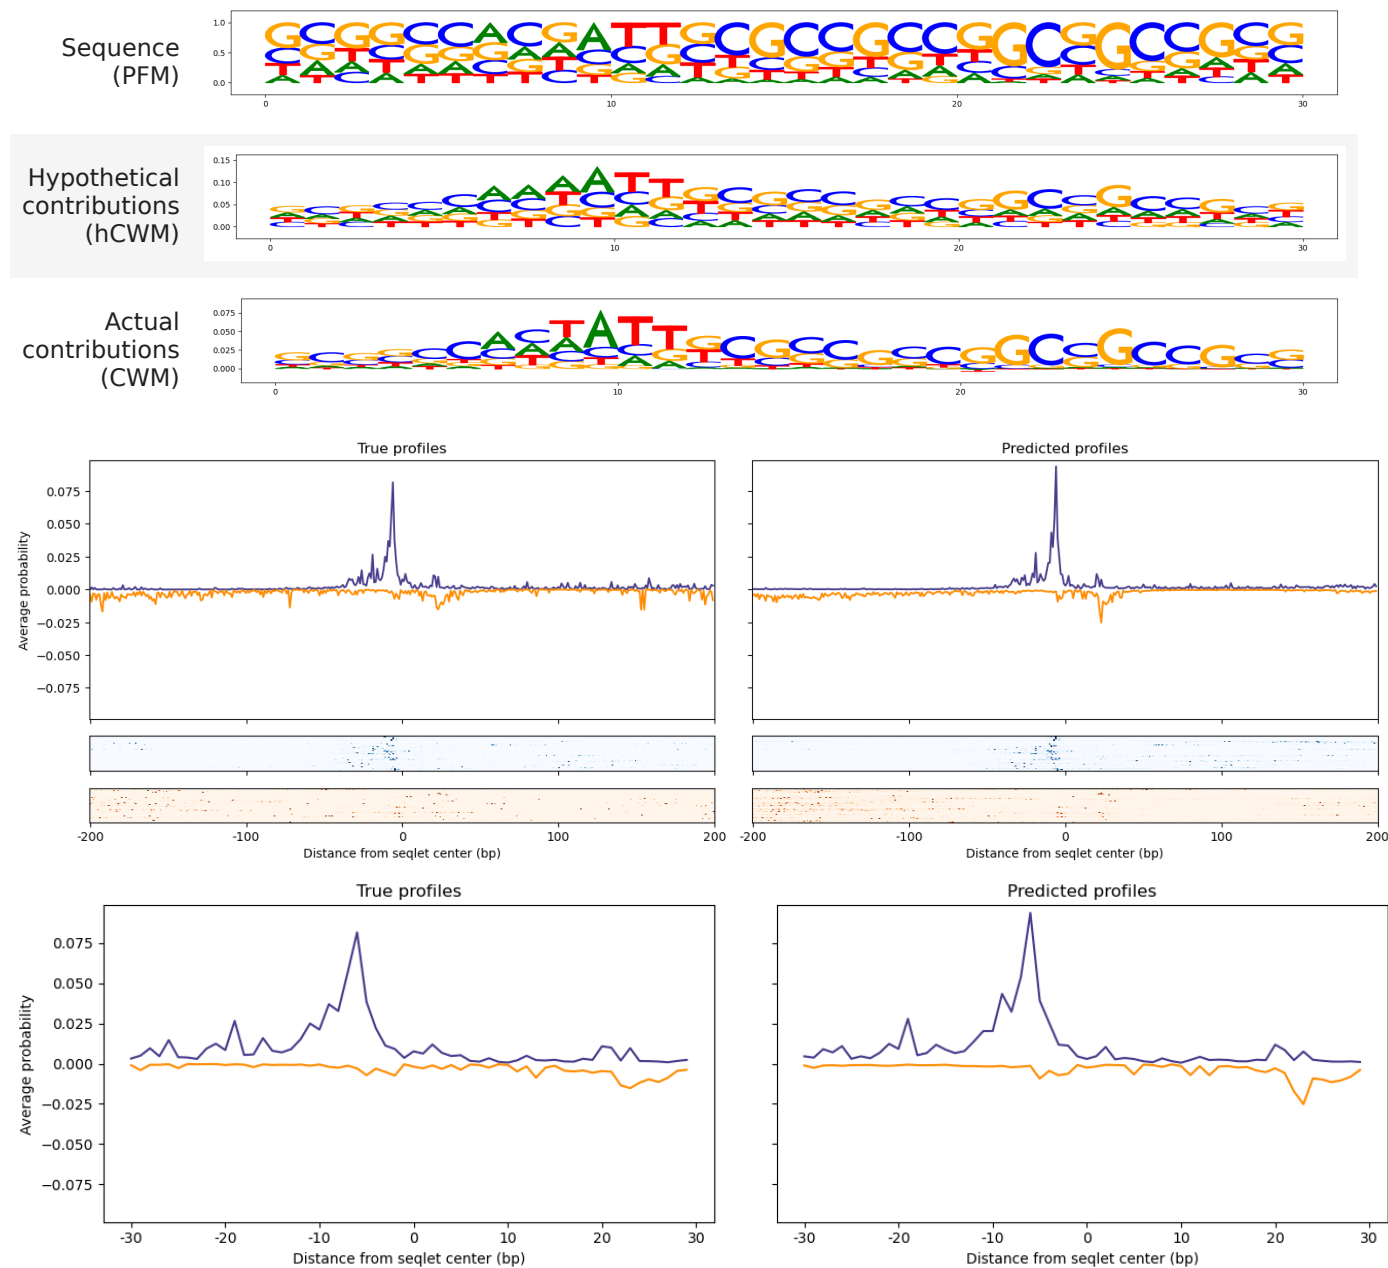 Sequence
(PFM)
1.0
0.5
0.0
0 10 20 30
Hypothetical
contributions
(hCWM)
0.15
0.10
0.05
0.00
0 10 20 30
Actual
contributions
(CWM)
0.075
0.050
0.025
0.000
0 10 20 30
True profiles
Predicted profiles
Average probability
0.075
0.050
0.025
0.000
−0.025
−0.050
−0.075
-200 -100 0 100 200
-200 -100 0 100 200
Distance from seqlet center (bp)
Distance from seqlet center (bp)
True profiles
Predicted profiles
Average probability
0.075
0.050
0.025
0.000
−0.025
−0.050
−0.075
-30 -20 -10 0 10 20 30
-30 -20 -10 0 10 20 30
Distance from seqlet center (bp)
Distance from seqlet center (bp)